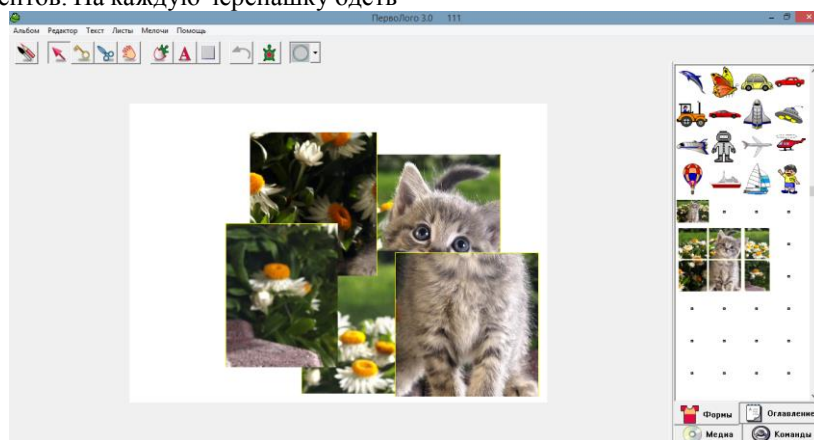 ентов. На каждую черепашку одеть
ПервоЛого 3.0 111
Альбом Редактор Текст Листы Мелочи Помощь
A
Формы
Оглавление
Медиа
Команды